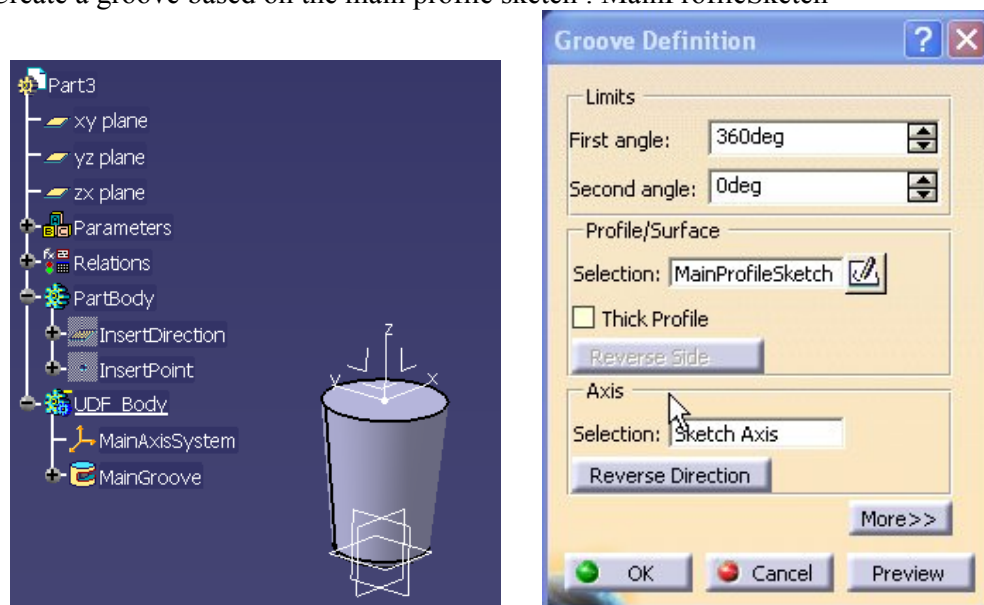 Create a groove based on the main profile sketch : MainProfileSketch
Part3
xy plane
yz plane
zx plane
Parameters
Relations
PartBody
InsertDirection
InsertPoint
UDF_Body
MainAxisSystem
MainGroove
z
y
x
Groove Definition
?
Limits
First angle: 360deg
Second angle: 0deg
Profile/Surface
Selection: MainProfileSketch
Thick Profile
Reverse Side
Axis
Selection: Sketch Axis
Reverse Direction
More>>
OK Cancel Preview